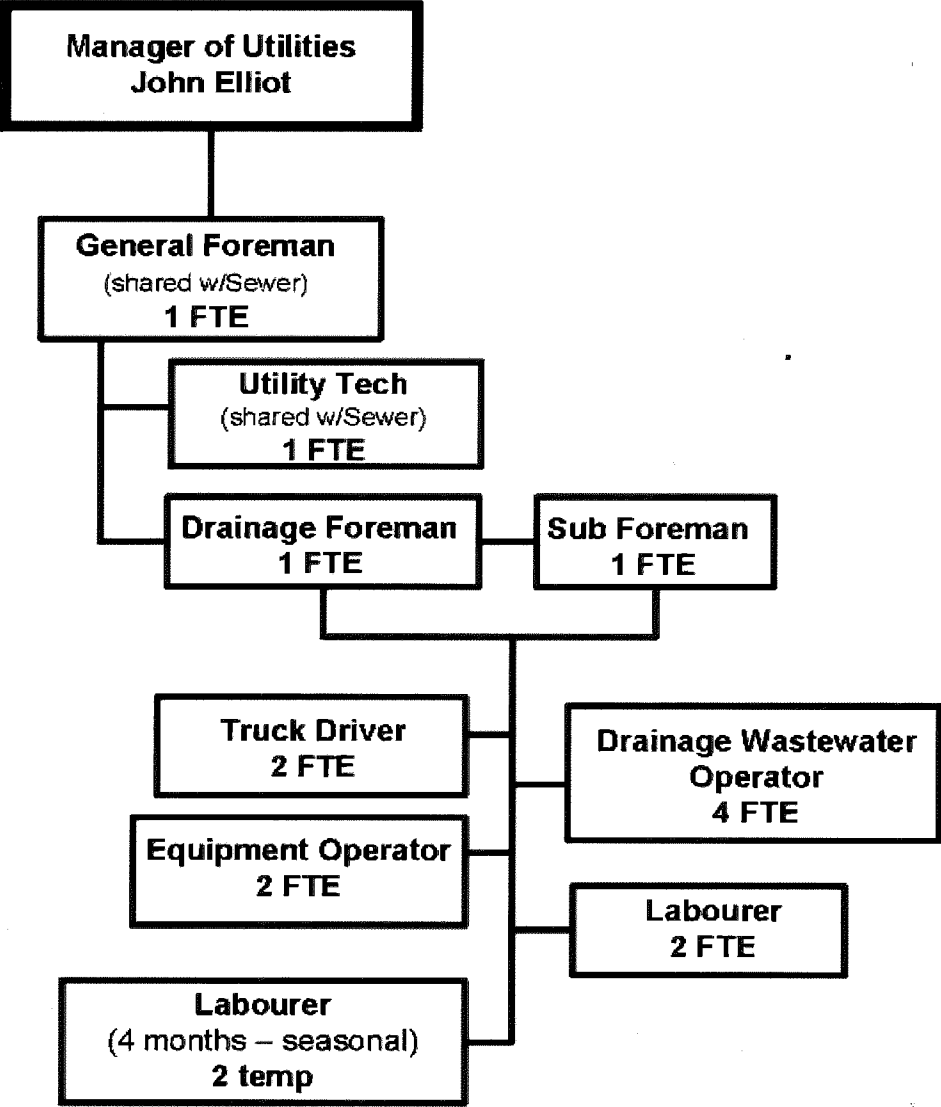 Manager of Utilities
John Elliot
General Foreman
(shared w/Sewer)
1 FTE
Utility Tech
(shared w/Sewer)
1 FTE
Drainage Foreman
1 FTE
Sub Foreman
1 FTE
Truck Driver
2 FTE
Drainage Wastewater
Operator
4 FTE
Equipment Operator
2 FTE
Labourer
2 FTE
Labourer
(4 months – seasonal)
2 temp